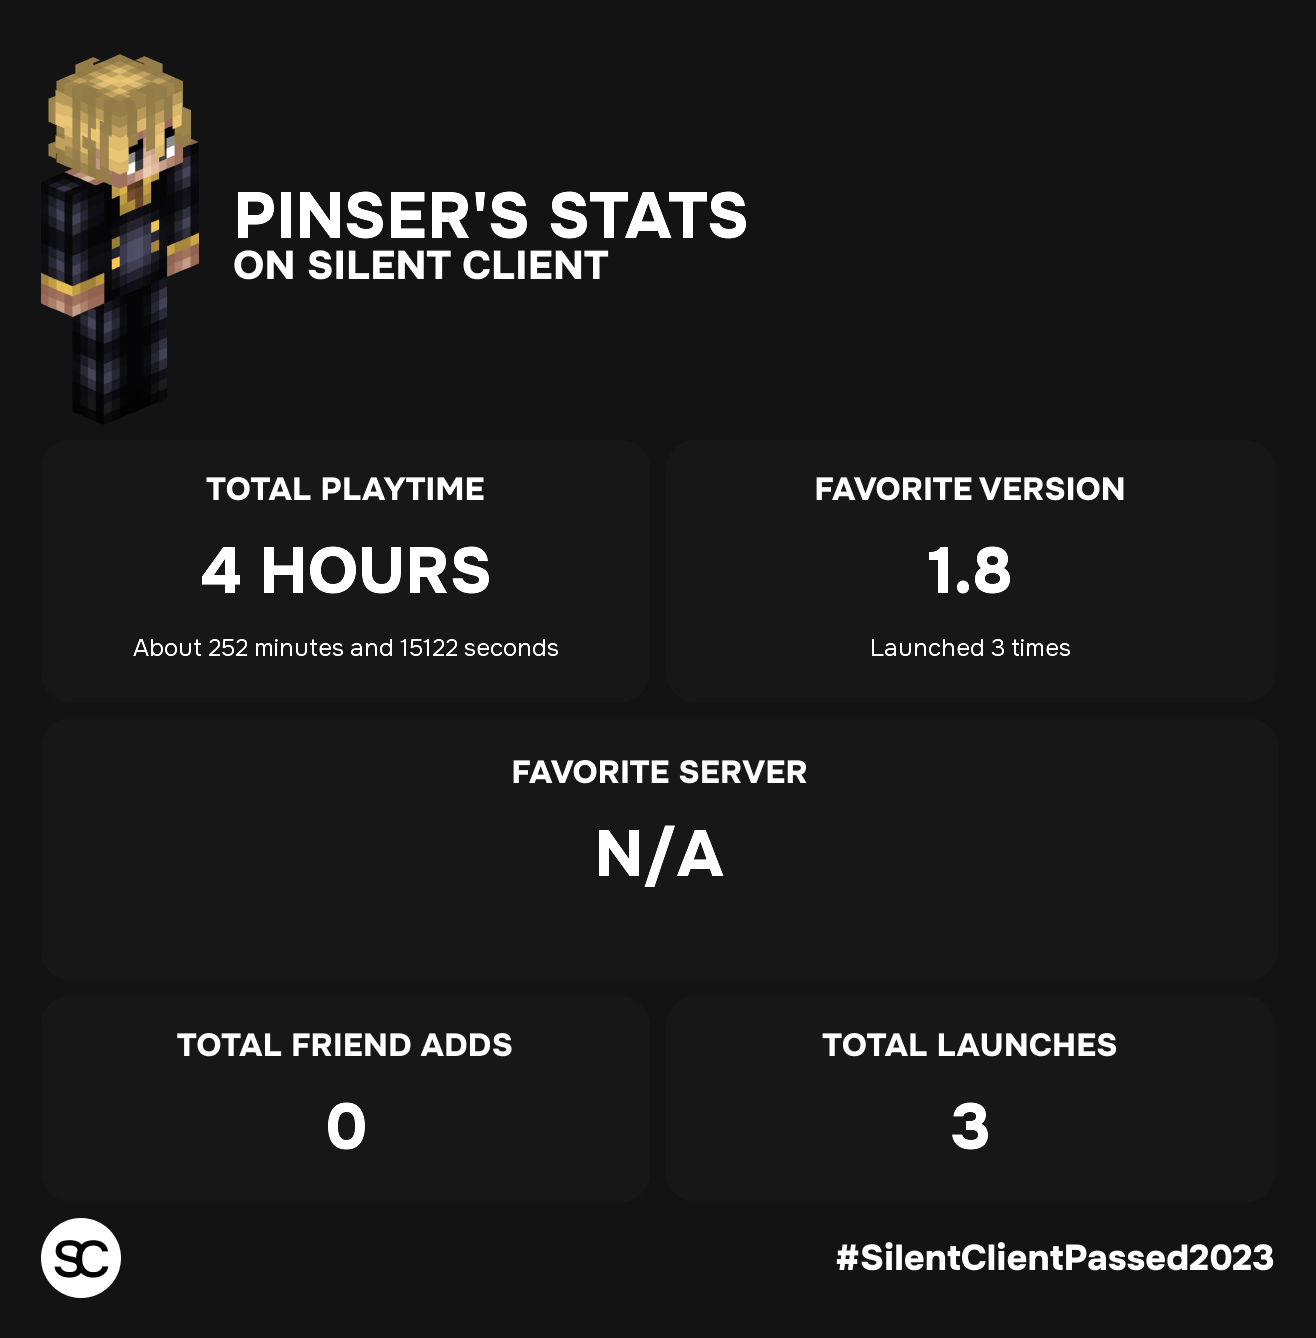 PINSER'S STATS
ON SILENT CLIENT
TOTAL PLAYTIME
4 HOURS
About 252 minutes and 15122 seconds
FAVORITE VERSION
1.8
Launched 3 times
FAVORITE SERVER
N/A
TOTAL FRIEND ADDS
0
TOTAL LAUNCHES
3
SC
#SilentClientPassed2023